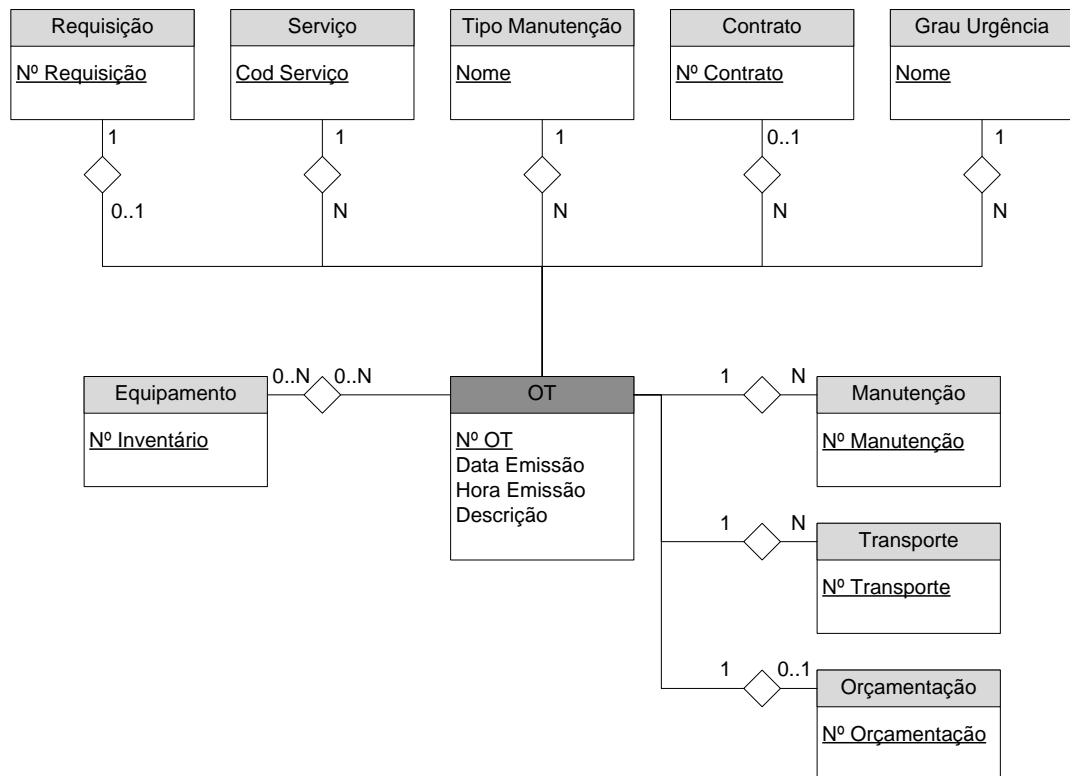 Requisição
Nº Requisição
Serviço
Cod Serviço
Tipo Manutenção
Nome
Contrato
Nº Contrato
Grau Urgência
Nome
1
1
1
0..1
1
0..1
N
N
N
N
Equipamento
Nº Inventário
0..N
0..N
OT
Nº OT
Data Emissão
Hora Emissão
Descrição
1
N
Manutenção
Nº Manutenção
1
N
Transporte
Nº Transporte
1
0..1
Orçamentação
Nº Orçamentação